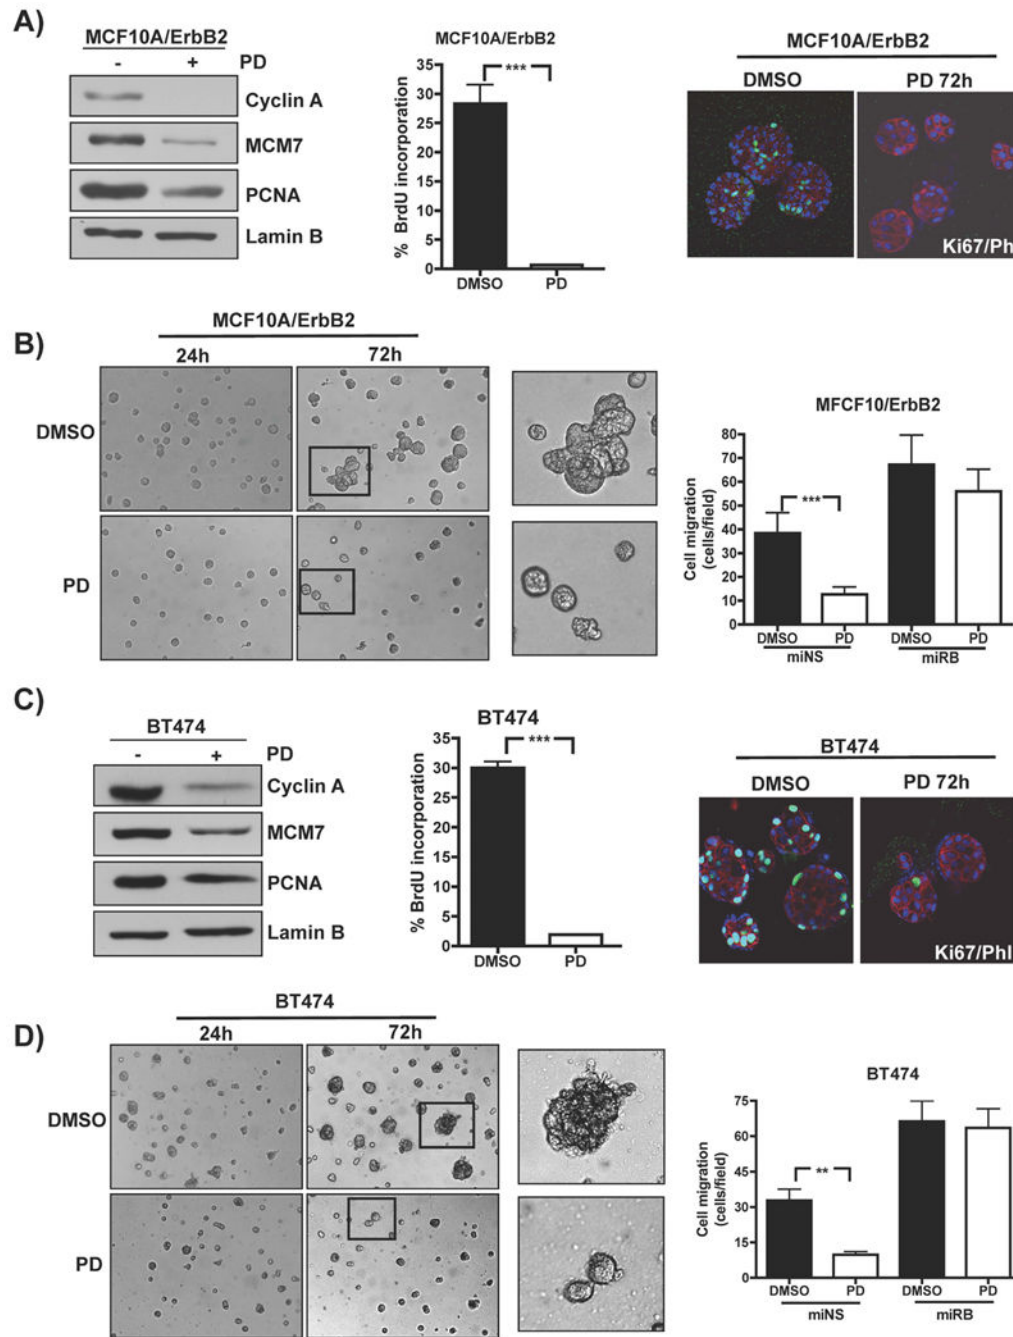 A)
MCF10A/ErbB2
- + PD
Cyclin A
MCM7
PCNA
Lamin B
MCF10A/ErbB2
% BrdU incorporation
35
30
25
20
15
10
5
0
***
DMSO PD
MCF10A/ErbB2
DMSO PD 72h
Ki67/Phl
B)
MCF10A/ErbB2
24h 72h
DMSO
PD
MFCF10/ErbB2
Cell migration
(cells/field)
80
70
60
50
40
30
20
10
0
***
DMSO PD DMSO PD
miNS miRB
C)
BT474
- + PD
Cyclin A
MCM7
PCNA
Lamin B
BT474
% BrdU incorporation
35
30
25
20
15
10
5
0
***
DMSO PD
BT474
DMSO PD 72h
Ki67/Phl
D)
BT474
24h 72h
DMSO
PD
BT474
Cell migration
(cells/field)
75
60
45
30
15
0
**
DMSO PD DMSO PD
miNS miRB